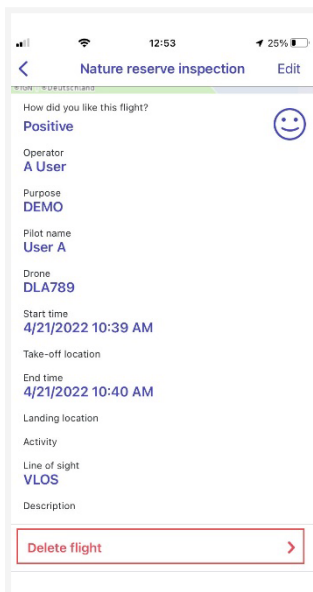 12:53
25%
Nature reserve inspection
Edit
IGN Deutschland
How did you like this flight?
Positive
Operator
A User
Purpose
DEMO
Pilot name
User A
Drone
DLA789
Start time
4/21/2022 10:39 AM
Take-off location
End time
4/21/2022 10:40 AM
Landing location
Activity
Line of sight
VLOS
Description
Delete flight